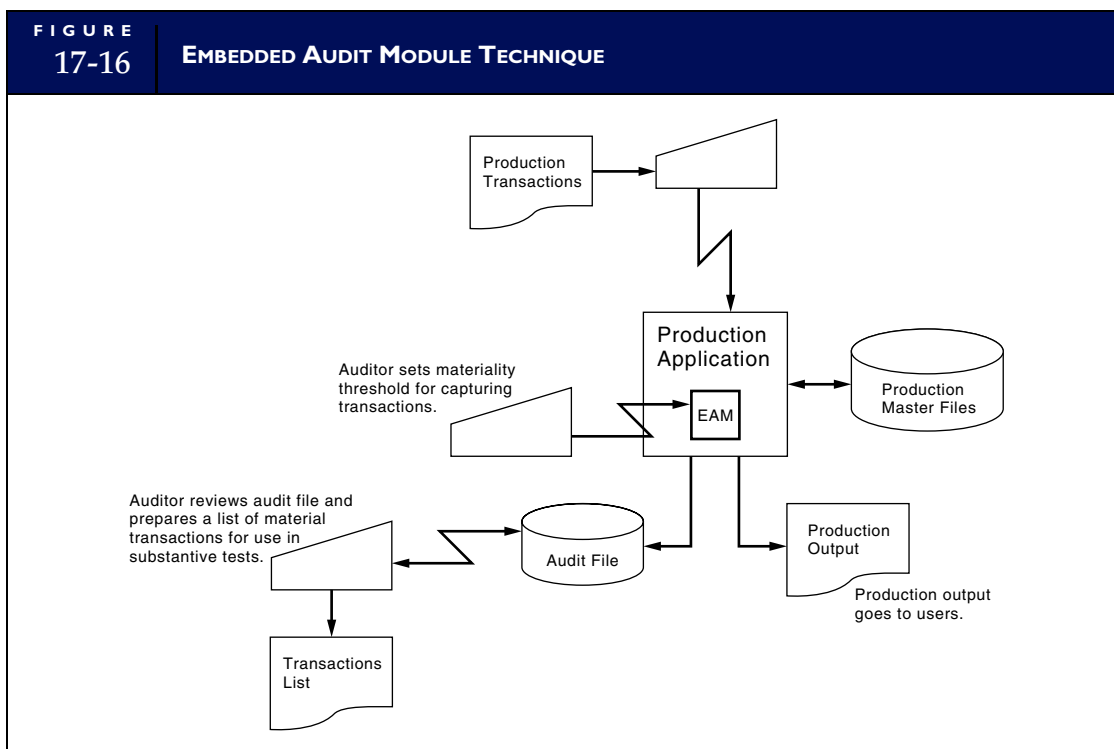 FIGURE
17-16
EMBEDDED AUDIT MODULE TECHNIQUE
Production
Transactions
Production
Application
EAM
Auditor sets materiality
threshold for capturing
transactions.
Production
Master Files
Auditor reviews audit file and
prepares a list of material
transactions for use in
substantive tests.
Audit File
Production
Output
Production output
goes to users.
Transactions
List